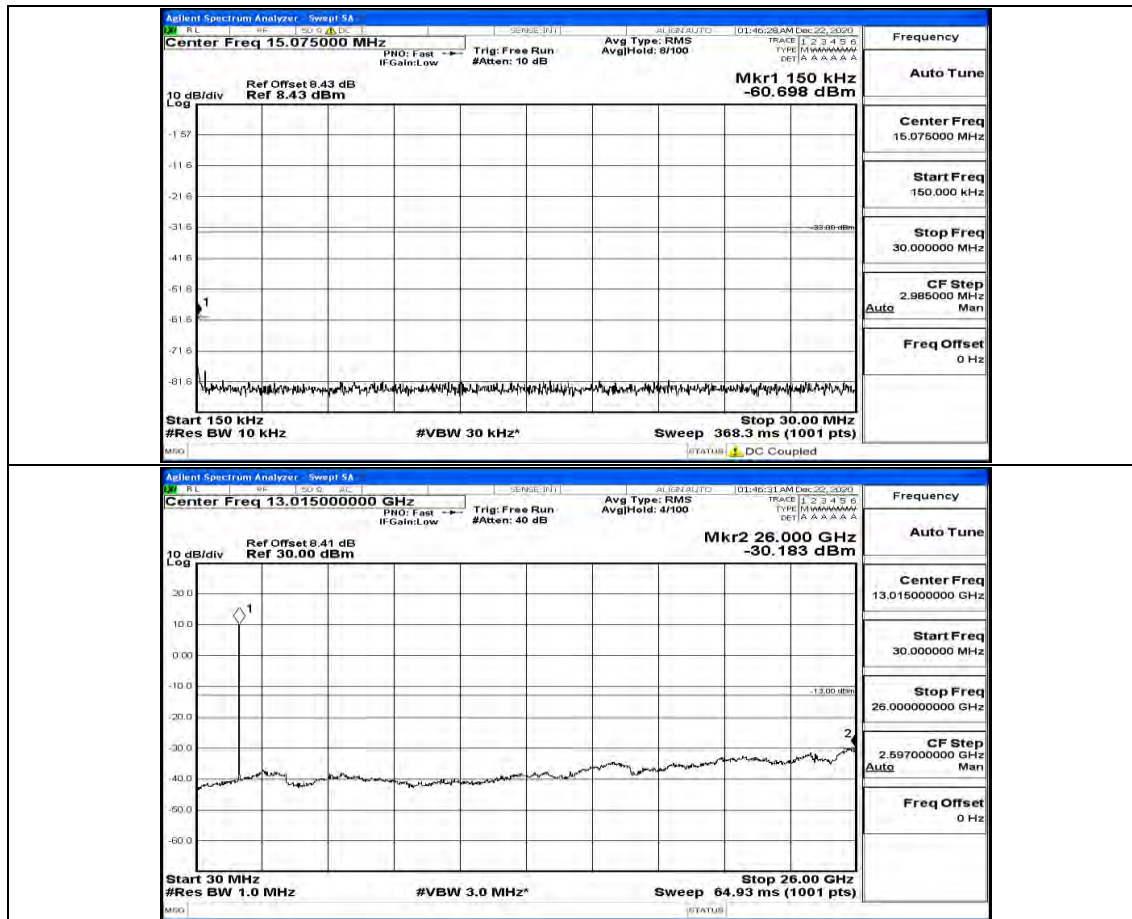 Agilent Spectrum Analyzer - Swept SA
RL RF 50 Ω DC SENSE:INT ALIGN AUTO 01:46:28 AM Dec 22, 2020
Center Freq 15.075000 MHz
PNO: Fast
IFGain:Low
Trig: Free Run
#Atten: 10 dB
Avg Type: RMS
Avg|Hold: 8/100
TRACE 1 2 3 4 5 6
TYPE M
DET A A A A A A
Frequency
Ref Offset 8.43 dB
10 dB/div Ref 8.43 dBm
Log
Mkr1 150 kHz
-60.698 dBm
Auto Tune
-1.57
-11.6
-21.6
-31.6
-41.6
-51.6
-61.6
-71.6
-81.6
-33.00 dBm
1
Center Freq
15.075000 MHz
Start Freq
150.000 kHz
Stop Freq
30.000000 MHz
CF Step
2.985000 MHz
Auto Man
Freq Offset
0 Hz
Start 150 kHz Stop 30.00 MHz
#Res BW 10 kHz #VBW 30 kHz* Sweep 368.3 ms (1001 pts)
MSG STATUS DC Coupled
Agilent Spectrum Analyzer - Swept SA
RL RF 50 Ω AC SENSE:INT ALIGN AUTO 01:46:31 AM Dec 22, 2020
Center Freq 13.015000000 GHz
PNO: Fast
IFGain:Low
Trig: Free Run
#Atten: 40 dB
Avg Type: RMS
Avg|Hold: 4/100
TRACE 1 2 3 4 5 6
TYPE M
DET A A A A A A
Frequency
Ref Offset 8.41 dB
10 dB/div Ref 30.00 dBm
Log
Mkr2 26.000 GHz
-30.183 dBm
Auto Tune
20.0
10.0
0.00
-10.0
-20.0
-30.0
-40.0
-50.0
-60.0
1
-13.00 dBm
2
Center Freq
13.015000000 GHz
Start Freq
30.000000 MHz
Stop Freq
26.000000000 GHz
CF Step
2.597000000 GHz
Auto Man
Freq Offset
0 Hz
Start 30 MHz Stop 26.00 GHz
#Res BW 1.0 MHz #VBW 3.0 MHz* Sweep 64.93 ms (1001 pts)
MSG STATUS